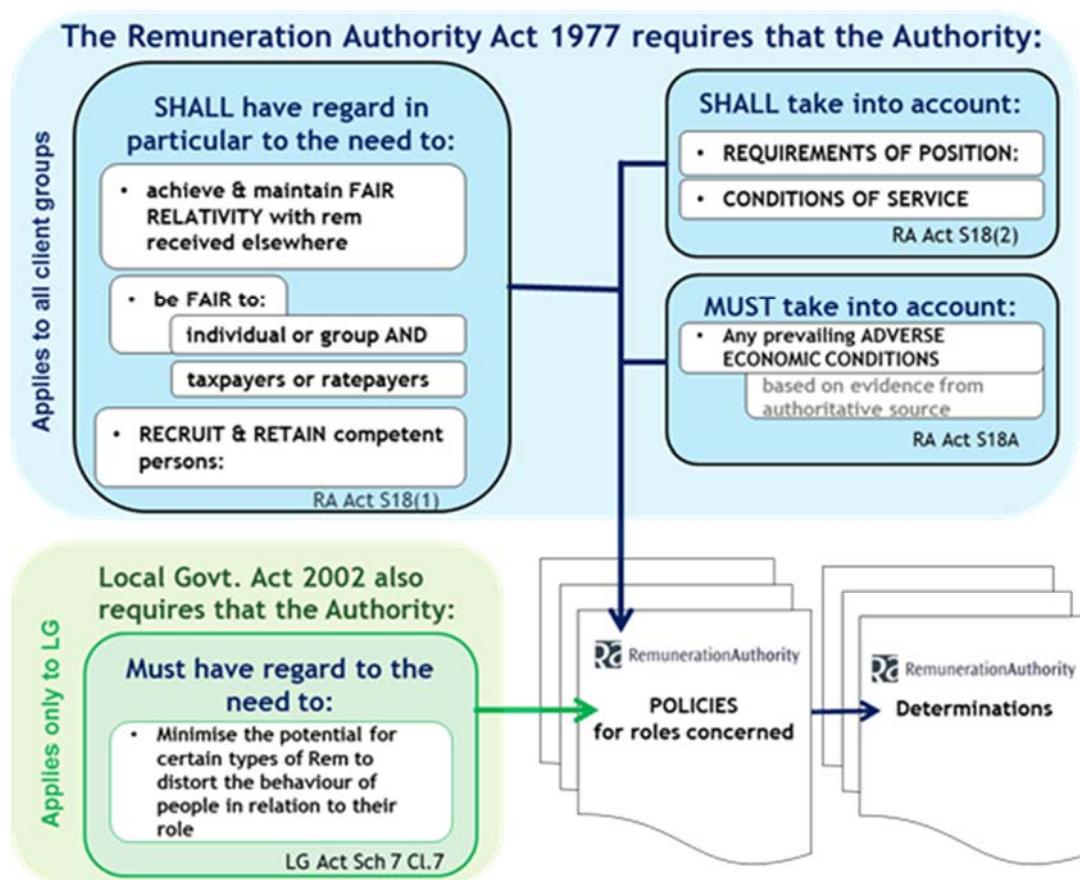 The Remuneration Authority Act 1977 requires that the Authority:
Applies to all client groups
SHALL have regard in
particular to the need to:
• achieve & maintain FAIR
RELATIVITY with rem
received elsewhere
• be FAIR to:
individual or group AND
taxpayers or ratepayers
• RECRUIT & RETAIN competent
persons:
RA Act S18(1)
SHALL take into account:
• REQUIREMENTS OF POSITION:
• CONDITIONS OF SERVICE
RA Act S18(2)
MUST take into account:
• Any prevailing ADVERSE
ECONOMIC CONDITIONS
based on evidence from
authoritative source
RA Act S18A
Applies only to LG
Local Govt. Act 2002 also
requires that the Authority:
Must have regard to the
need to:
• Minimise the potential for
certain types of Rem to
distort the behaviour of
people in relation to their
role
LG Act Sch 7 Cl.7
Ra RemunerationAuthority
POLICIES
for roles concerned
Ra RemunerationAuthority
Determinations